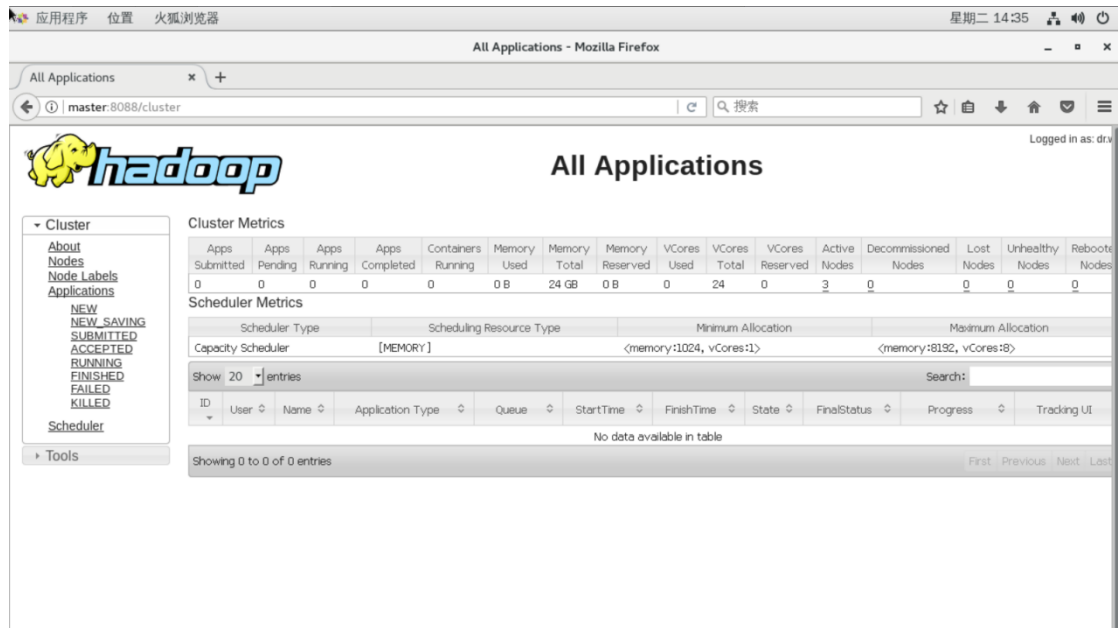 应用程序 位置 火狐浏览器 星期二 14:35
All Applications - Mozilla Firefox
All Applications
master:8088/cluster 搜索
Logged in as: dr.
hadoop
All Applications
Cluster
About
Nodes
Node Labels
Applications
NEW
NEW_SAVING
SUBMITTED
ACCEPTED
RUNNING
FINISHED
FAILED
KILLED
Scheduler
Tools
Cluster Metrics
Apps Submitted Apps Pending Apps Running Apps Completed Containers Running Memory Used Memory Total Memory Reserved VCores Used VCores Total VCores Reserved Active Nodes Decommissioned Nodes Lost Nodes Unhealthy Nodes Reboote Nodes
0 0 0 0 0 0 B 24 GB 0 B 0 24 0 3 0 0 0 0
Scheduler Metrics
Scheduler Type Scheduling Resource Type Minimum Allocation Maximum Allocation
Capacity Scheduler [MEMORY] <memory:1024, vCores:1> <memory:8192, vCores:8>
Show 20 entries Search:
ID User Name Application Type Queue StartTime FinishTime State FinalStatus Progress Tracking UI
No data available in table
Showing 0 to 0 of 0 entries First Previous Next Last